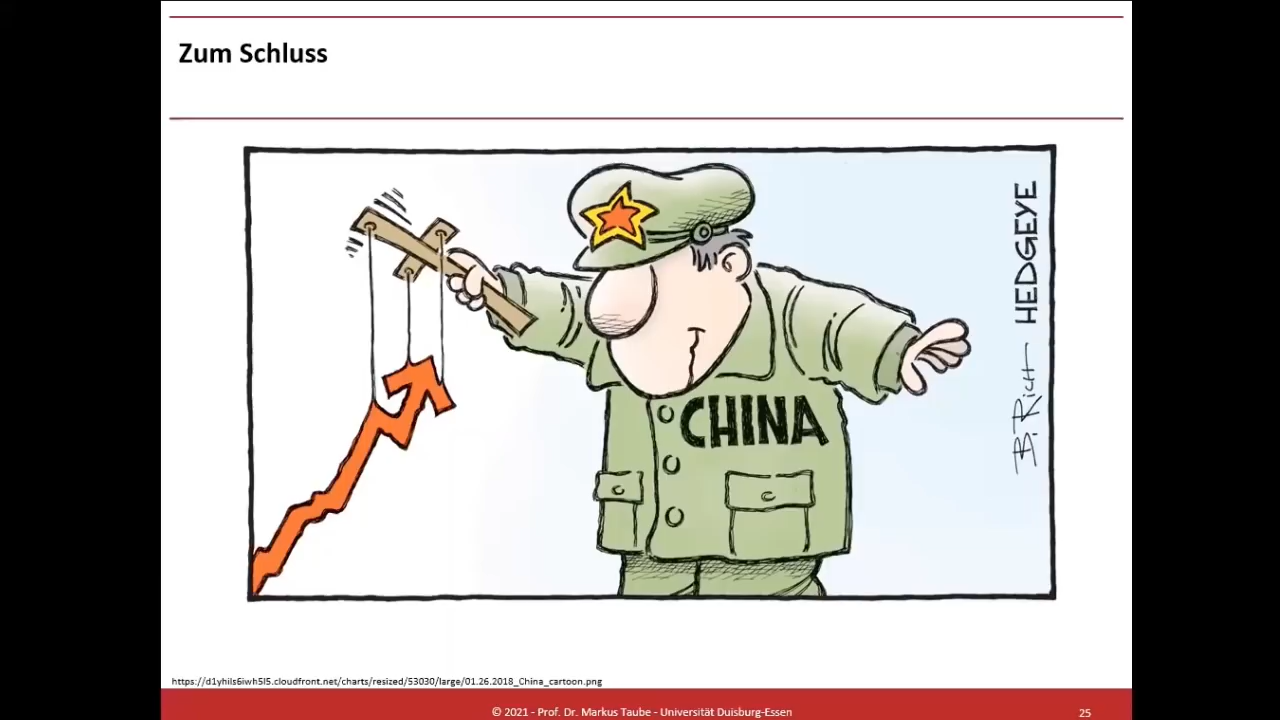 Zum Schluss
CHINA
B. Rich HEDGEYE
https://d1yhils6iwh5l5.cloudfront.net/charts/resized/53030/large/01.26.2018_China_cartoon.png
© 2021 - Prof. Dr. Markus Taube - Universität Duisburg-Essen
25